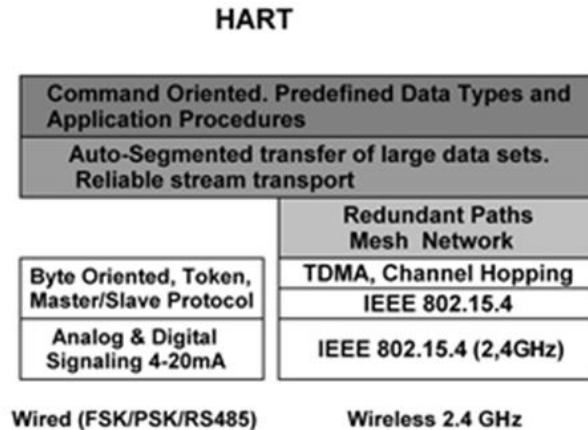 HART
Command Oriented. Predefined Data Types and
Application Procedures
Auto-Segmented transfer of large data sets.
Reliable stream transport
Redundant Paths
Mesh Network
Byte Oriented, Token,
Master/Slave Protocol
TDMA, Channel Hopping
IEEE 802.15.4
Analog & Digital
Signaling 4-20mA
IEEE 802.15.4 (2,4GHz)
Wired (FSK/PSK/RS485)
Wireless 2.4 GHz